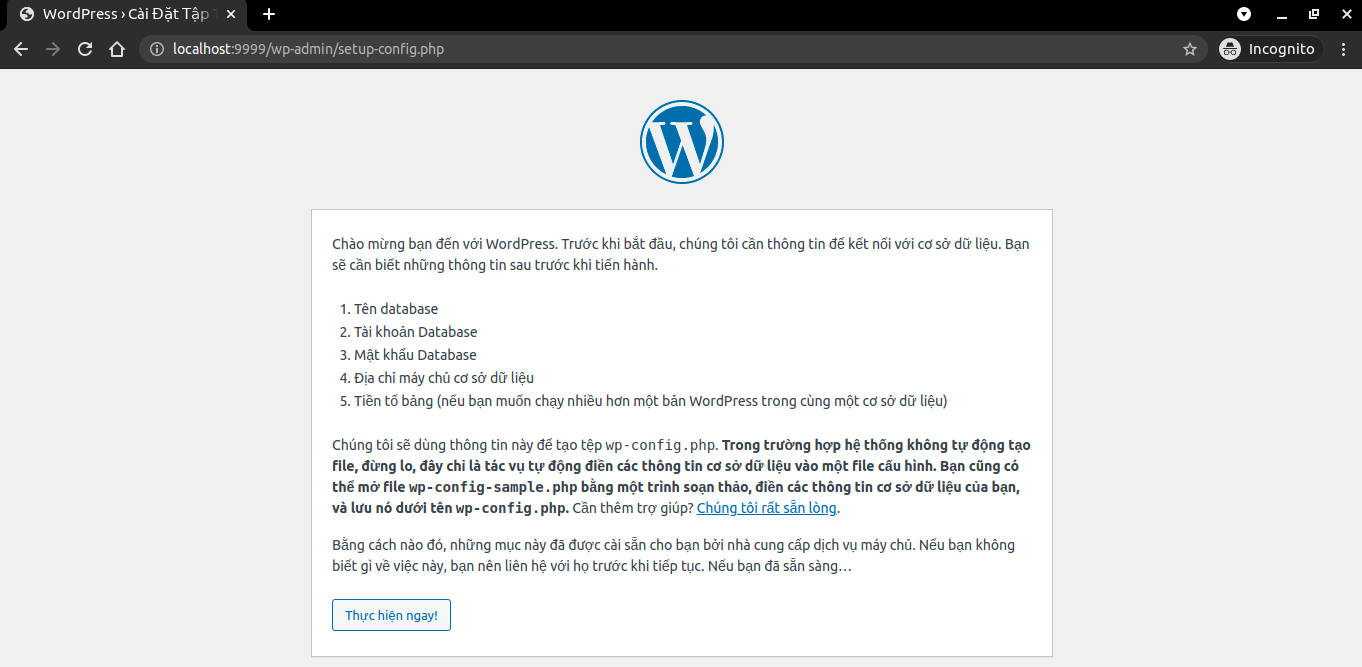 WordPress › Cài Đặt Tập T
localhost:9999/wp-admin/setup-config.php
Incognito
Chào mừng bạn đến với WordPress. Trước khi bắt đầu, chúng tôi cần thông tin để kết nối với cơ sở dữ liệu. Bạn
sẽ cần biết những thông tin sau trước khi tiến hành.
1. Tên database
2. Tài khoản Database
3. Mật khẩu Database
4. Địa chỉ máy chủ cơ sở dữ liệu
5. Tiền tố bảng (nếu bạn muốn chạy nhiều hơn một bản WordPress trong cùng một cơ sở dữ liệu)
Chúng tôi sẽ dùng thông tin này để tạo tệp wp-config.php. Trong trường hợp hệ thống không tự động tạo
file, đừng lo, đây chỉ là tác vụ tự động điền các thông tin cơ sở dữ liệu vào một file cấu hình. Bạn cũng có
thể mở file wp-config-sample.php bằng một trình soạn thảo, điền các thông tin cơ sở dữ liệu của bạn,
và lưu nó dưới tên wp-config.php. Cần thêm trợ giúp? Chúng tôi rất sẵn lòng.
Bằng cách nào đó, những mục này đã được cài sẵn cho bạn bởi nhà cung cấp dịch vụ máy chủ. Nếu bạn không
biết gì về việc này, bạn nên liên hệ với họ trước khi tiếp tục. Nếu bạn đã sẵn sàng…
Thực hiện ngay!